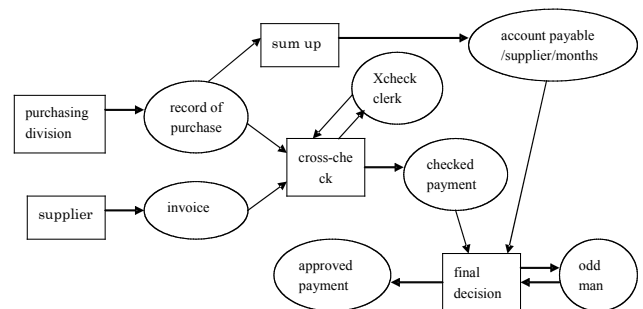 sum up
account payable
/supplier/months
Xcheck
clerk
purchasing
division
record of
purchase
cross-che
ck
checked
payment
supplier
invoice
approved
payment
final
decision
odd
man